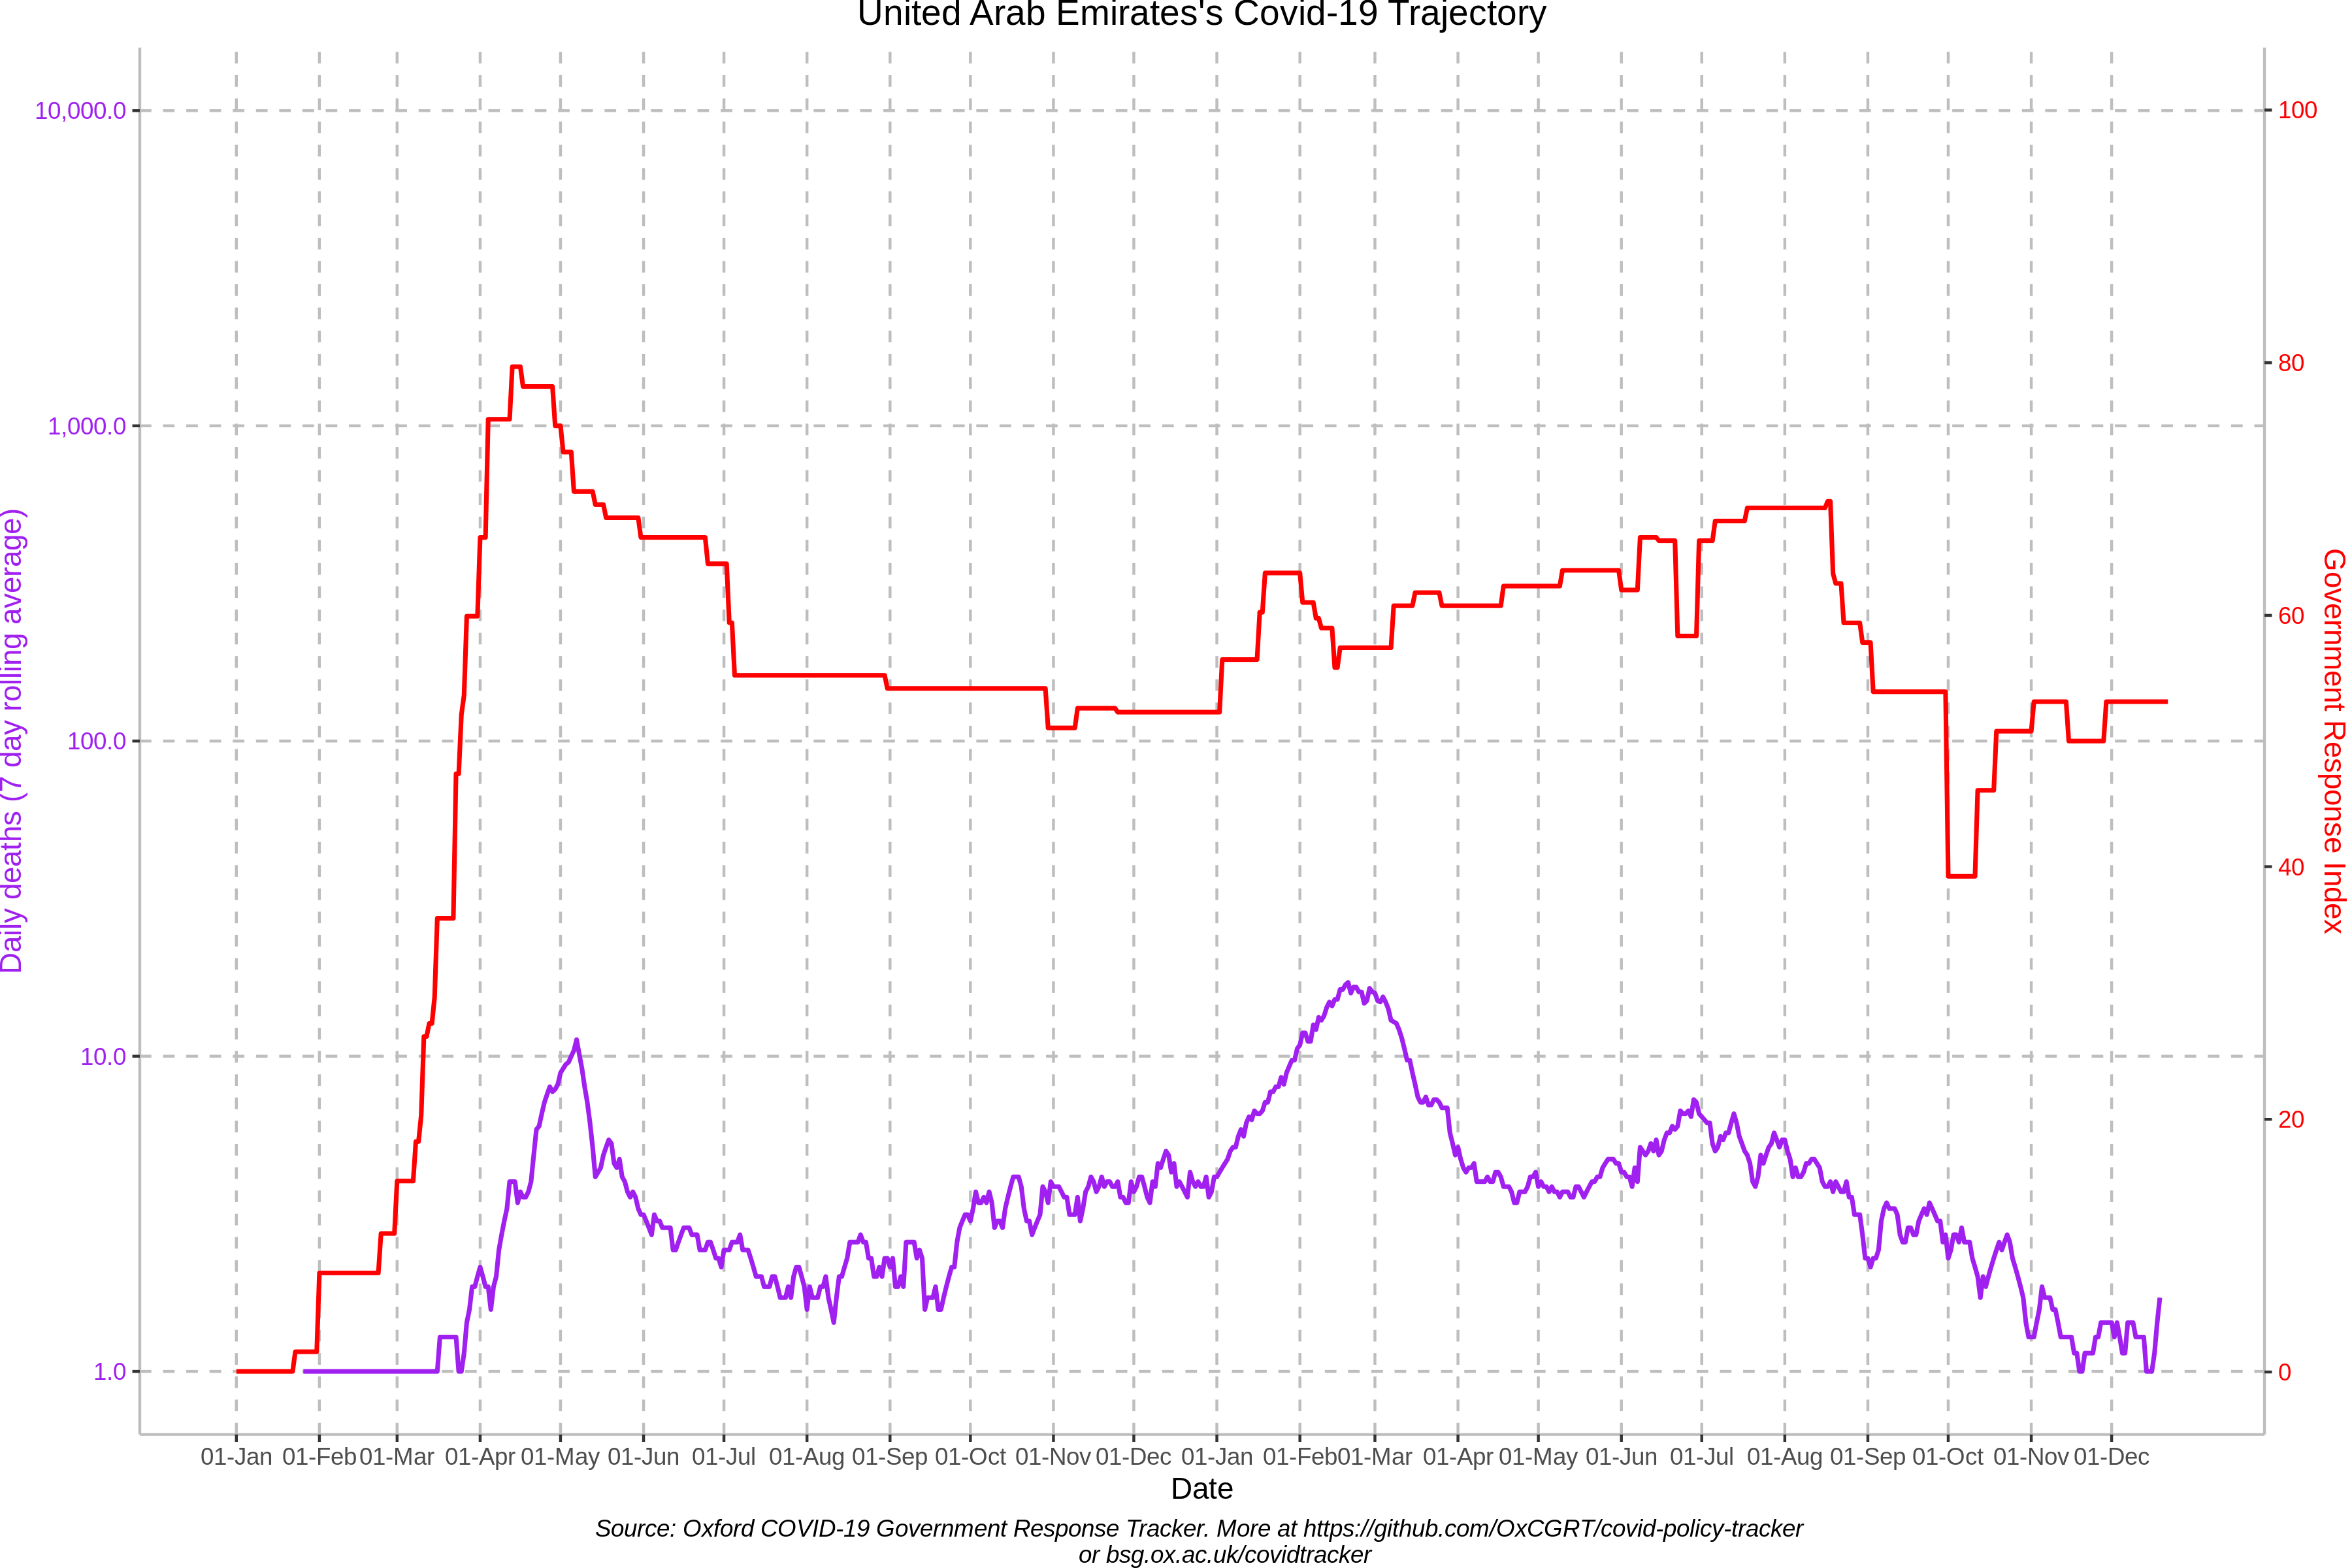 United Arab Emirates's Covid-19 Trajectory
10,000.0
1,000.0
100.0
10.0
1.0
Daily deaths (7 day rolling average)
100
80
60
40
20
0
Government Response Index
01-Jan 01-Feb 01-Mar 01-Apr 01-May 01-Jun 01-Jul 01-Aug 01-Sep 01-Oct 01-Nov 01-Dec 01-Jan 01-Feb 01-Mar 01-Apr 01-May 01-Jun 01-Jul 01-Aug 01-Sep 01-Oct 01-Nov 01-Dec
Date
Source: Oxford COVID-19 Government Response Tracker. More at https://github.com/OxCGRT/covid-policy-tracker
or bsg.ox.ac.uk/covidtracker